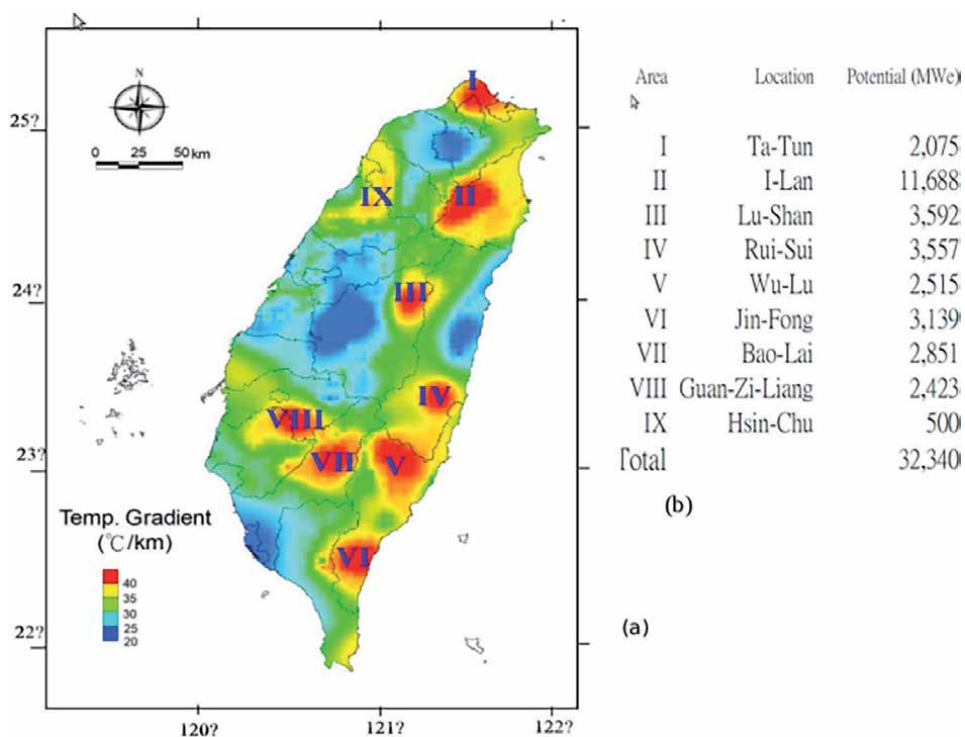 N
0 25 50 km
25?
24?
23?
22?
120?
121?
122?
I
II
IX
III
IV
VIII
VII
V
VI
Temp. Gradient
(℃/km)
40
35
30
25
20
(a)
Area Location Potential (MWe)
I Ta-Tun 2,075
II I-Lan 11,688
III Lu-Shan 3,592
IV Rui-Sui 3,557
V Wu-Lu 2,515
VI Jin-Fong 3,139
VII Bao-Lai 2,851
VIII Guan-Zi-Liang 2,423
IX Hsin-Chu 500
Total 32,340
(b)